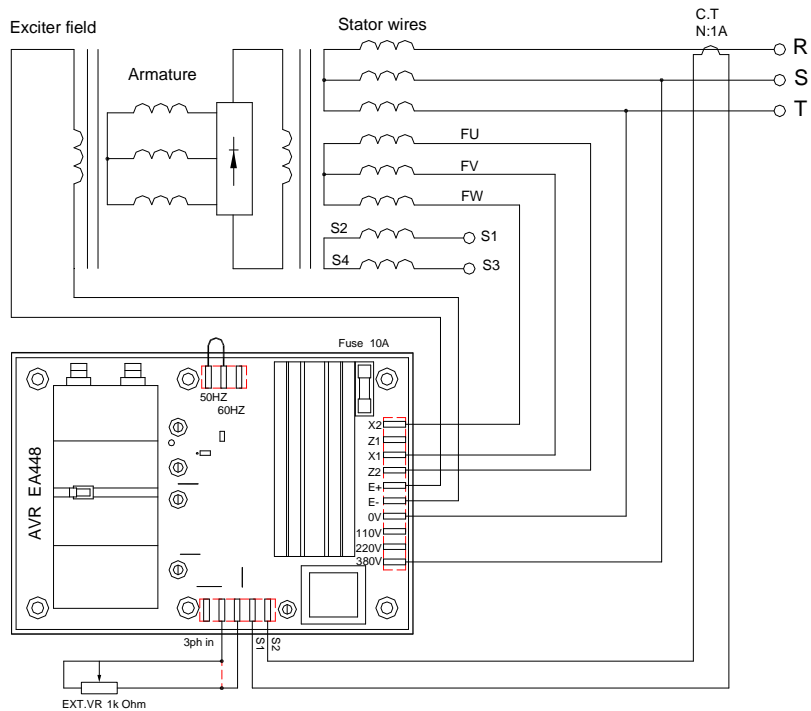 C.T
N:1A
Exciter field
Stator wires
R
S
T
Armature
FU
FV
FW
S2
S1
S4
S3
Fuse 10A
50HZ
60HZ
X2
Z1
X1
Z2
E+
E-
0V
110V
220V
380V
AVR EA448
3ph in
S1
S2
EXT.VR 1k Ohm